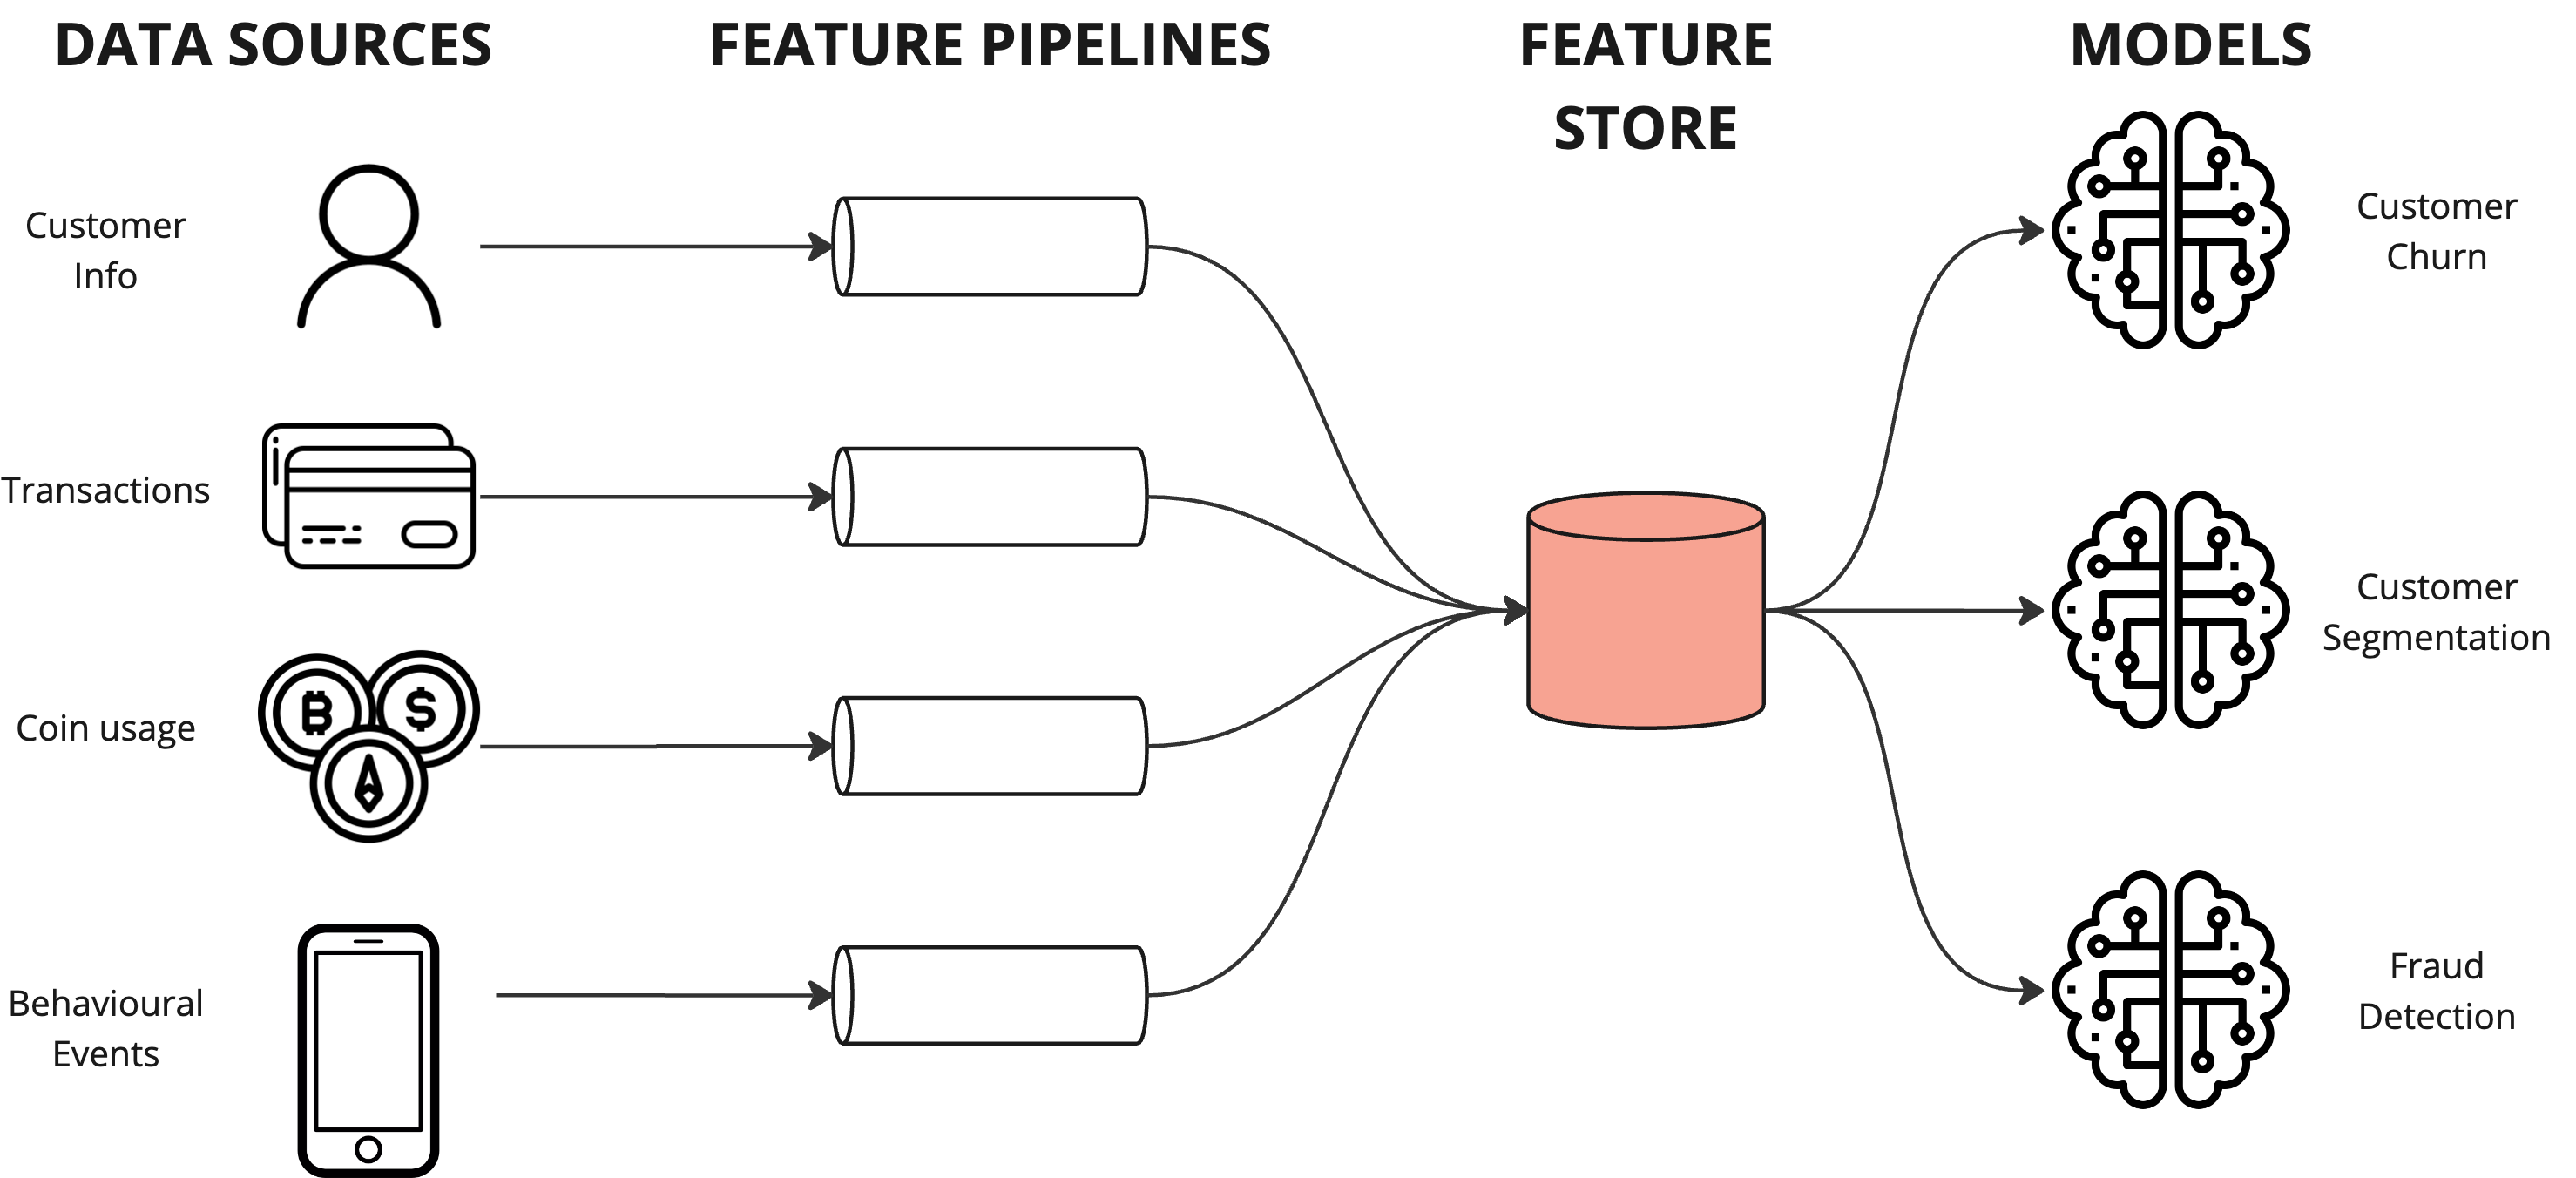 DATA SOURCES
FEATURE PIPELINES
FEATURE
STORE
MODELS
Customer
Info
Transactions
Coin usage
Behavioural
Events
Customer
Churn
Customer
Segmentation
Fraud
Detection